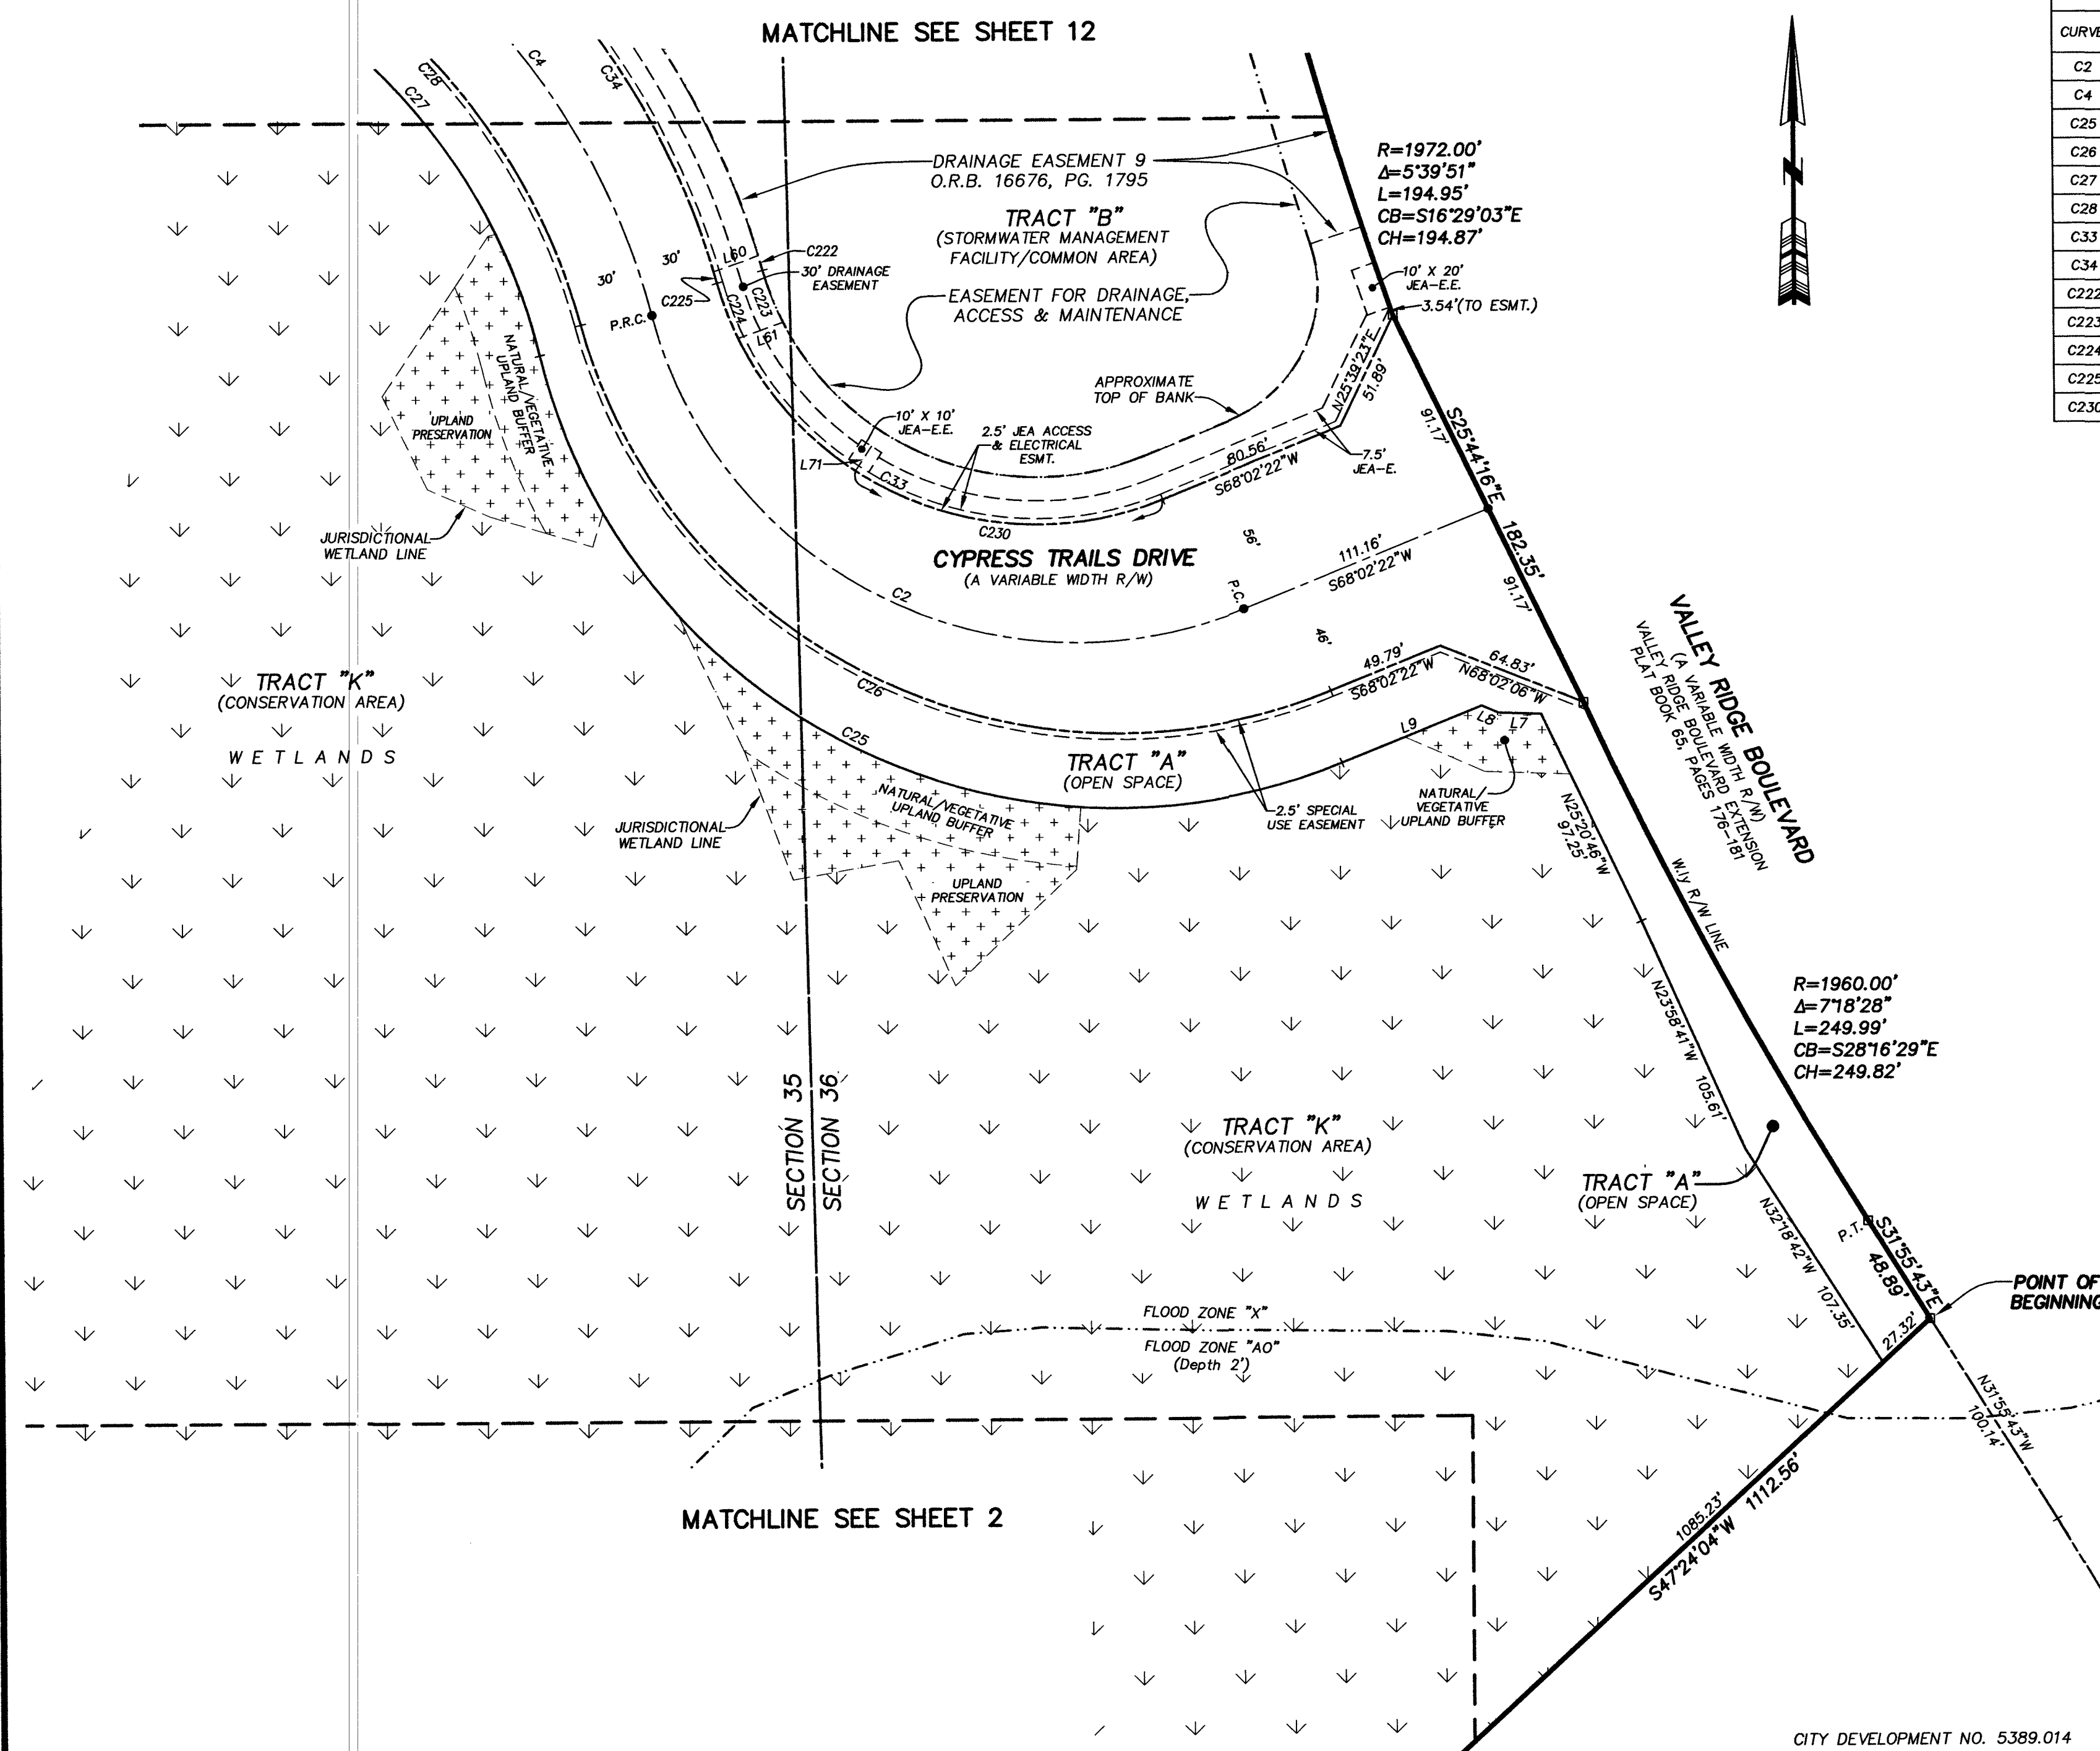 MATCHLINE SEE SHEET 12
CURVE
C2
C4
C25
C26
C27
C28
C33
C34
C222
C223
C224
C225
C230
C27
C28
C4
C34
DRAINAGE EASEMENT 9
O.R.B. 16676, PG. 1795
TRACT "B"
(STORMWATER MANAGEMENT
FACILITY/COMMON AREA)
EASEMENT FOR DRAINAGE,
ACCESS & MAINTENANCE
R=1972.00'
Δ=5°39'51"
L=194.95'
CB=S16°29'03"E
CH=194.87'
N
L60
C222
30' DRAINAGE
EASEMENT
C225
C224
C223
L61
30'
30'
P.R.C.
10' X 20'
JEA-E.E.
3.54'(TO ESMT.)
N25°39'23"E
51.89'
APPROXIMATE
TOP OF BANK
10' X 10'
JEA-E.E.
2.5' JEA ACCESS
& ELECTRICAL
ESMT.
L71
C33
C230
80.56'
S68°02'22"W
7.5'
JEA-E.
S25°44'16"E
182.35'
91.17'
91.17'
NATURAL/VEGETATIVE
UPLAND BUFFER
UPLAND
PRESERVATION
JURISDICTIONAL
WETLAND LINE
CYPRESS TRAILS DRIVE
(A VARIABLE WIDTH R/W)
C2
56'
111.16'
S68°02'22"W
P.C.
46'
49.79'
S68°02'22"W
64.83'
N68°02'06"W
VALLEY RIDGE BOULEVARD
(A VARIABLE WIDTH R/W)
VALLEY RIDGE BOULEVARD EXTENSION
PLAT BOOK 65, PAGES 176-181
TRACT "K"
(CONSERVATION AREA)
WETLANDS
C26
C25
TRACT "A"
(OPEN SPACE)
L9
L8
L7
2.5' SPECIAL
USE EASEMENT
NATURAL/
VEGETATIVE
UPLAND BUFFER
NATURAL/VEGETATIVE
UPLAND BUFFER
JURISDICTIONAL
WETLAND LINE
UPLAND
PRESERVATION
N25°20'46"W
97.25'
W.ly R/W LINE
R=1960.00'
Δ=7°18'28"
L=249.99'
CB=S28°16'29"E
CH=249.82'
N23°58'41"W 105.61'
SECTION 35
SECTION 36
TRACT "K"
(CONSERVATION AREA)
WETLANDS
TRACT "A"
(OPEN SPACE)
N32°18'42"W 107.35'
P.T.
S31°55'43"E
48.89'
POINT OF
BEGINNING
27.32'
FLOOD ZONE "X"
FLOOD ZONE "AO"
(Depth 2')
N31°55'43"W
100.14'
1085.23'
S47°24'04"W 1112.56'
MATCHLINE SEE SHEET 2
CITY DEVELOPMENT NO. 5389.014